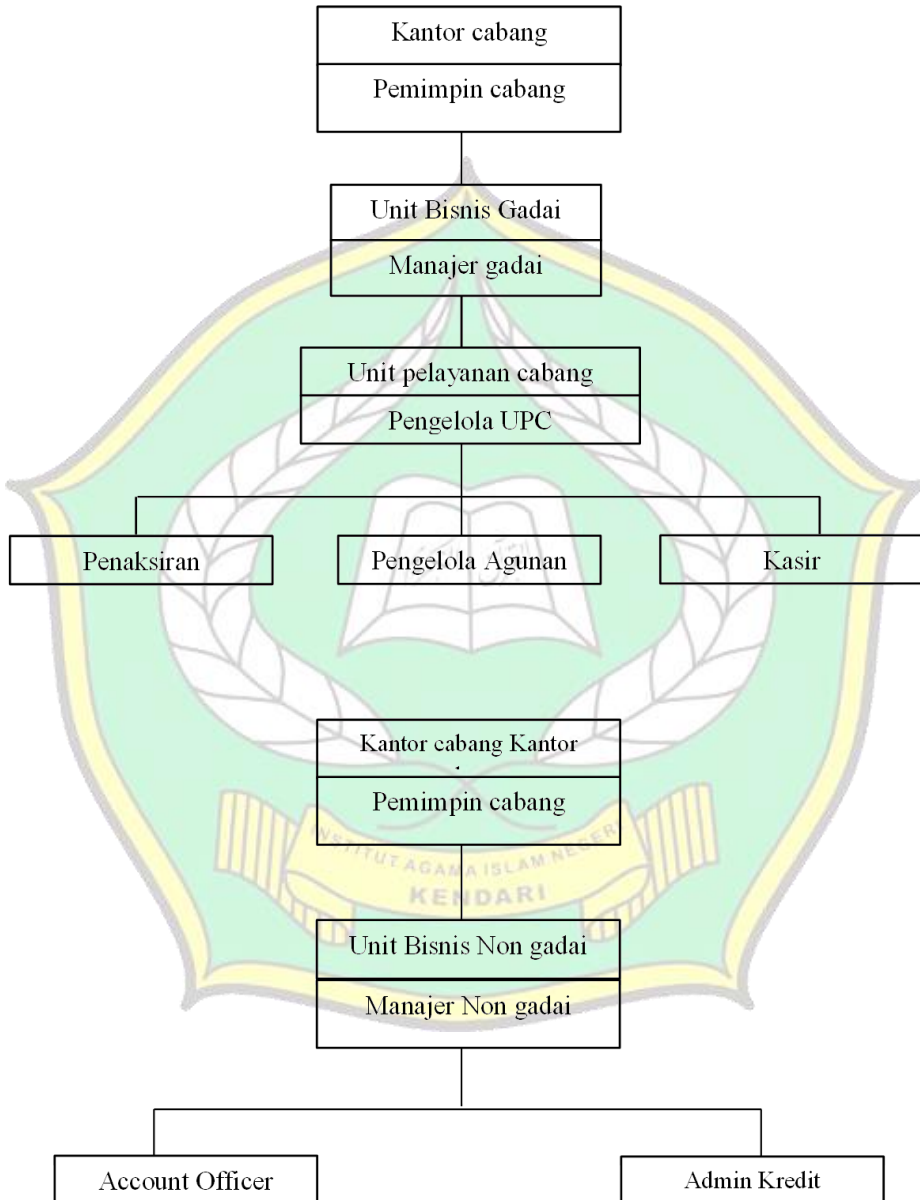 Kantor cabang
Pemimpin cabang
Unit Bisnis Gadai
Manajer gadai
Unit pelayanan cabang
Pengelola UPC
Penaksiran
Pengelola Agunan
Kasir
Kantor cabang Kantor
Pemimpin cabang
INSTITUT AGAMA ISLAM NEGERI
KENDARI
Unit Bisnis Non gadai
Manajer Non gadai
Account Officer
Admin Kredit